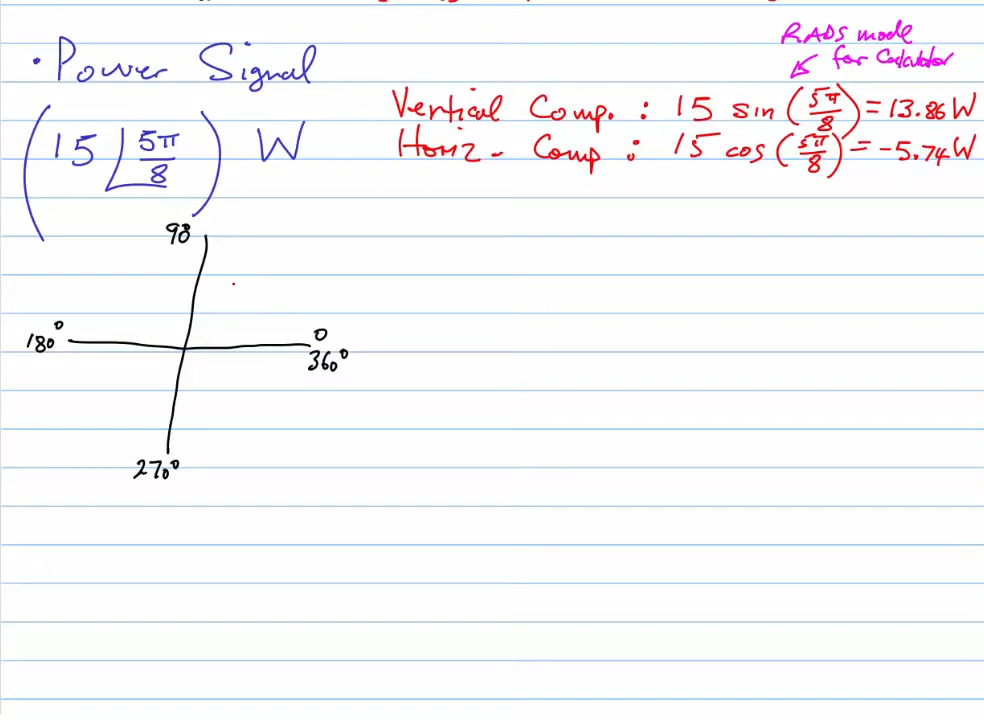 RADS mode
for Calculator
• Power Signal
Vertical Comp. : 15 sin (5π/8) = 13.86 W
(15 ∠5π/8) W
Horiz - Comp : 15 cos (5π/8) = -5.74 W
90
180°
0
360°
270°